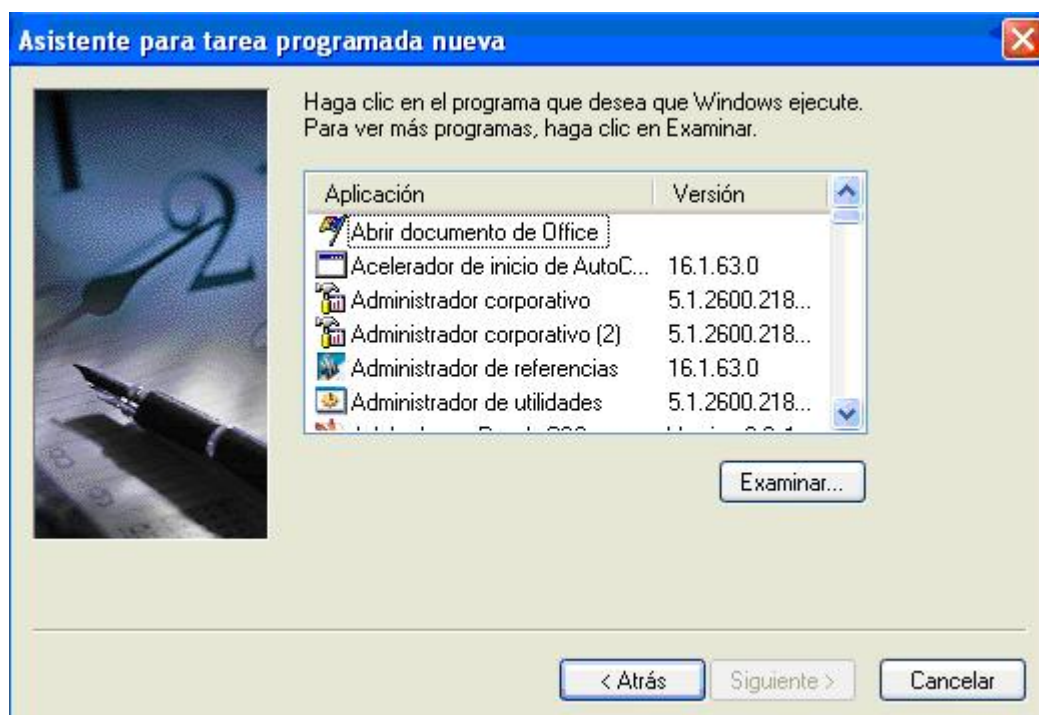 Asistente para tarea programada nueva
Haga clic en el programa que desea que Windows ejecute.
Para ver más programas, haga clic en Examinar.
Aplicación Versión
Abrir documento de Office
Acelerador de inicio de AutoC... 16.1.63.0
Administrador corporativo 5.1.2600.218...
Administrador corporativo (2) 5.1.2600.218...
Administrador de referencias 16.1.63.0
Administrador de utilidades 5.1.2600.218...
Examinar...
< Atrás Siguiente > Cancelar